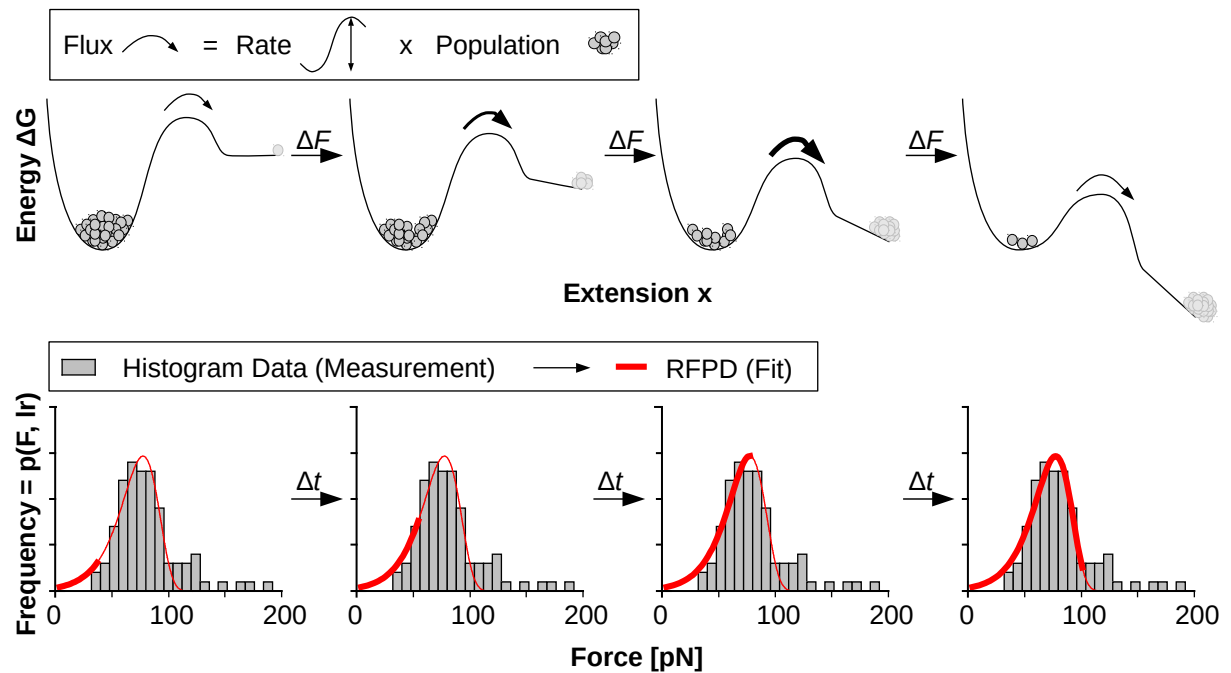 Flux = Rate x Population
Energy ΔG
ΔF ΔF ΔF
Extension x
Histogram Data (Measurement) RFPD (Fit)
Frequency = p(F, lr)
Δt Δt Δt
0 100 200 0 100 200 0 100 200 0 100 200
Force [pN]